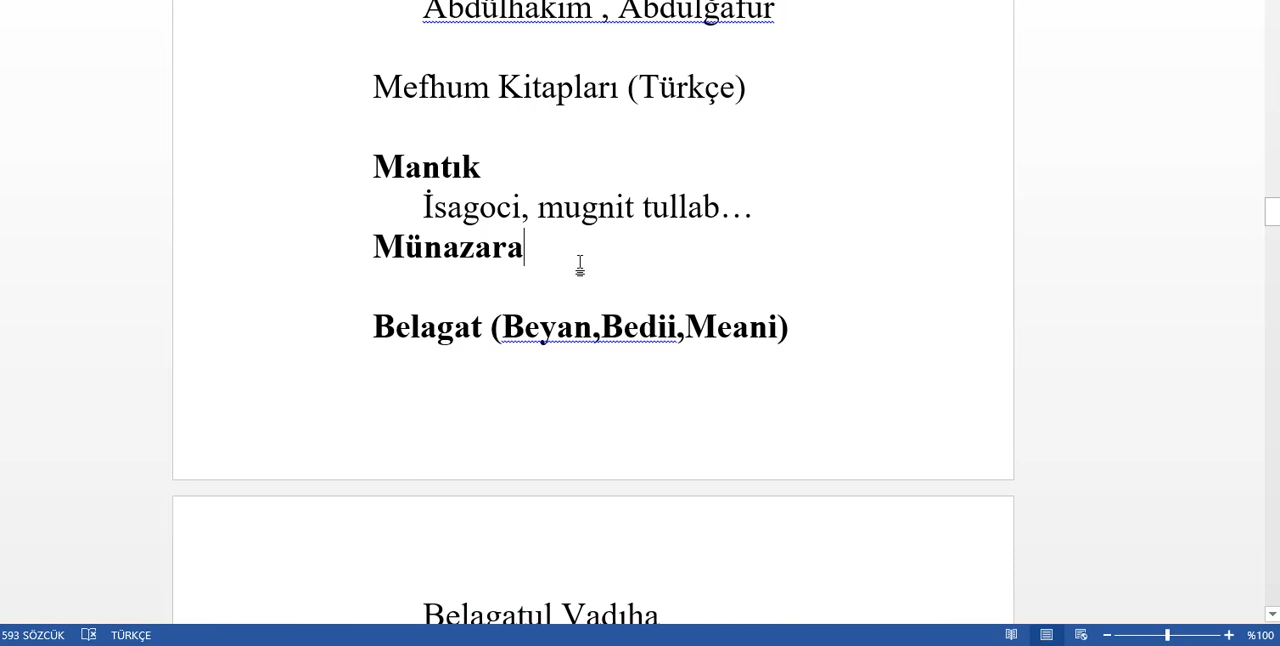 Abdülhakim , Abdulğafur
Mefhum Kitapları (Türkçe)
Mantık
İsagoci, mugnit tullab…
Münazara
Belagat (Beyan,Bedii,Meani)
Belagatul Vadıha
593 SÖZCÜK TÜRKÇE %100